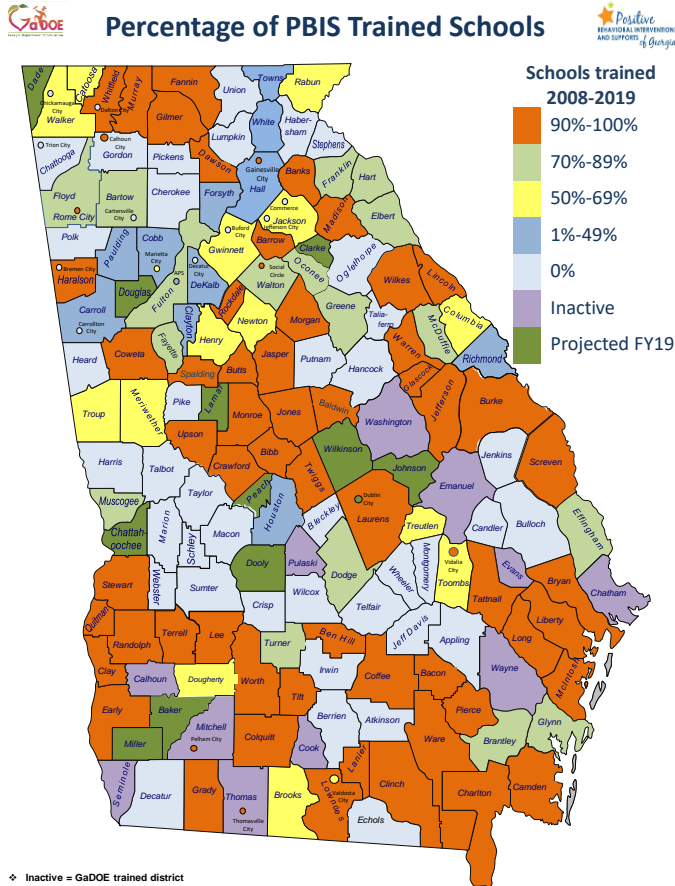 GaDOE
Percentage of PBIS Trained Schools
Positive
BEHAVIORAL INTERVENTIONS
AND SUPPORTS of Georgia
Schools trained
2008-2019
90%-100%
70%-89%
50%-69%
1%-49%
0%
Inactive
Projected FY19
Dade
Catoosa
Whitfield
Murray
Fannin
Union
Towns
Rabun
Chickamauga
City
Walker
Dalton City
Gilmer
White
Haber-
sham
Stephens
Trion City
Chattooga
Calhoun
City
Gordon
Pickens
Lumpkin
Dawson
Gainesville
City
Hall
Banks
Franklin
Hart
Floyd
Rome City
Bartow
Cartersville
City
Cherokee
Forsyth
Commerce
Jackson
Jefferson City
Madison
Elbert
Polk
Paulding
Cobb
Marietta
City
Buford
City
Gwinnett
Barrow
Clarke
Oconee
Oglethorpe
Wilkes
Lincoln
Bremen City
Haralson
Douglas
Fulton
APS
Decatur
City
DeKalb
Rockdale
Social
Circle
Walton
Greene
Talia-
ferro
McDuffie
Columbia
Richmond
Carroll
Carrollton
City
Clayton
Fayette
Henry
Newton
Morgan
Warren
Glascock
Jefferson
Burke
Heard
Coweta
Spalding
Butts
Jasper
Putnam
Hancock
Troup
Meriwether
Pike
Lamar
Monroe
Jones
Baldwin
Washington
Upson
Crawford
Bibb
Twiggs
Wilkinson
Johnson
Emanuel
Jenkins
Screven
Harris
Talbot
Taylor
Peach
Houston
Bleckley
Dublin
City
Laurens
Treutlen
Candler
Bulloch
Effingham
Muscogee
Chattah-
oochee
Marion
Schley
Macon
Dooly
Pulaski
Dodge
Wheeler
Montgomery
Vidalia
City
Toombs
Tattnall
Evans
Bryan
Chatham
Stewart
Webster
Sumter
Crisp
Wilcox
Telfair
Jeff Davis
Appling
Long
Liberty
Quitman
Randolph
Terrell
Lee
Turner
Ben Hill
Irwin
Coffee
Bacon
Wayne
McIntosh
Clay
Calhoun
Dougherty
Worth
Tift
Early
Baker
Mitchell
Pelham City
Colquitt
Berrien
Atkinson
Ware
Pierce
Brantley
Glynn
Miller
Cook
Lanier
Seminole
Decatur
Grady
Thomas
Thomasville
City
Brooks
Lowndes
Valdosta
City
Clinch
Echols
Charlton
Camden
❖ Inactive = GaDOE trained district